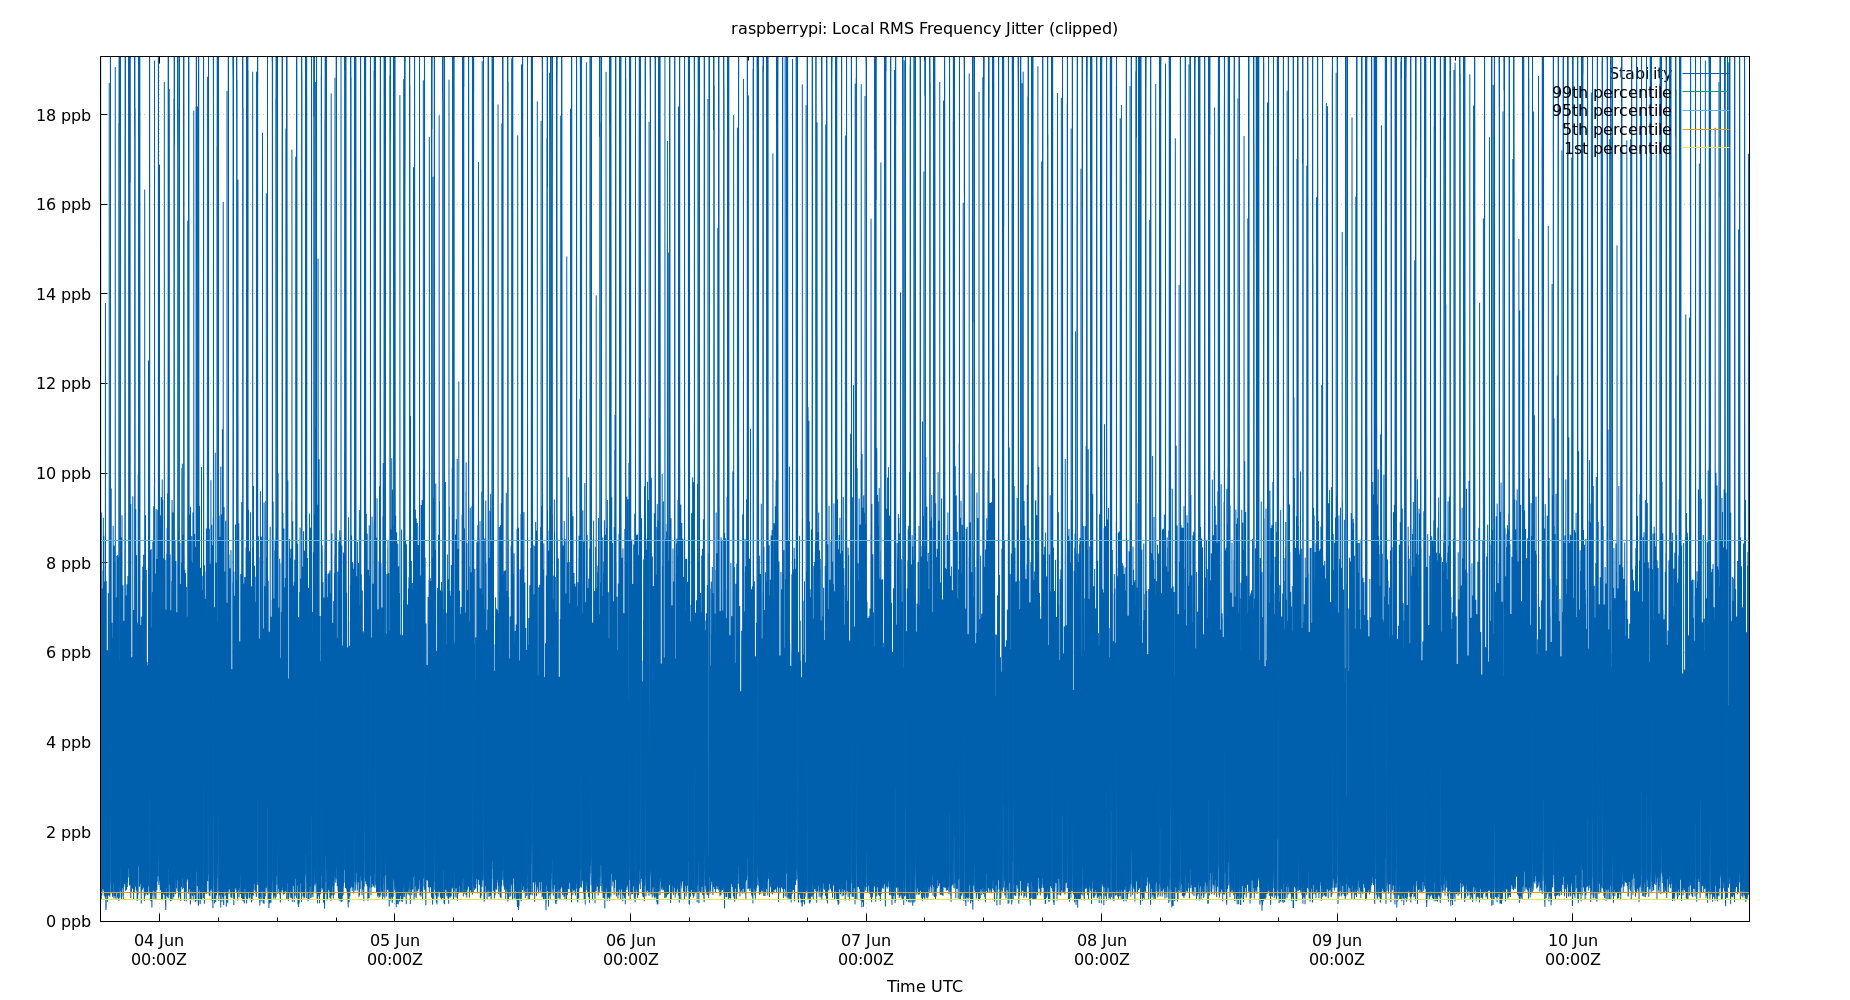 raspberrypi: Local RMS Frequency Jitter (clipped)
Stability
99th percentile
95th percentile
5th percentile
1st percentile
18 ppb
16 ppb
14 ppb
12 ppb
10 ppb
8 ppb
6 ppb
4 ppb
2 ppb
0 ppb
04 Jun 05 Jun 06 Jun 07 Jun 08 Jun 09 Jun 10 Jun
00:00Z 00:00Z 00:00Z 00:00Z 00:00Z 00:00Z 00:00Z
Time UTC